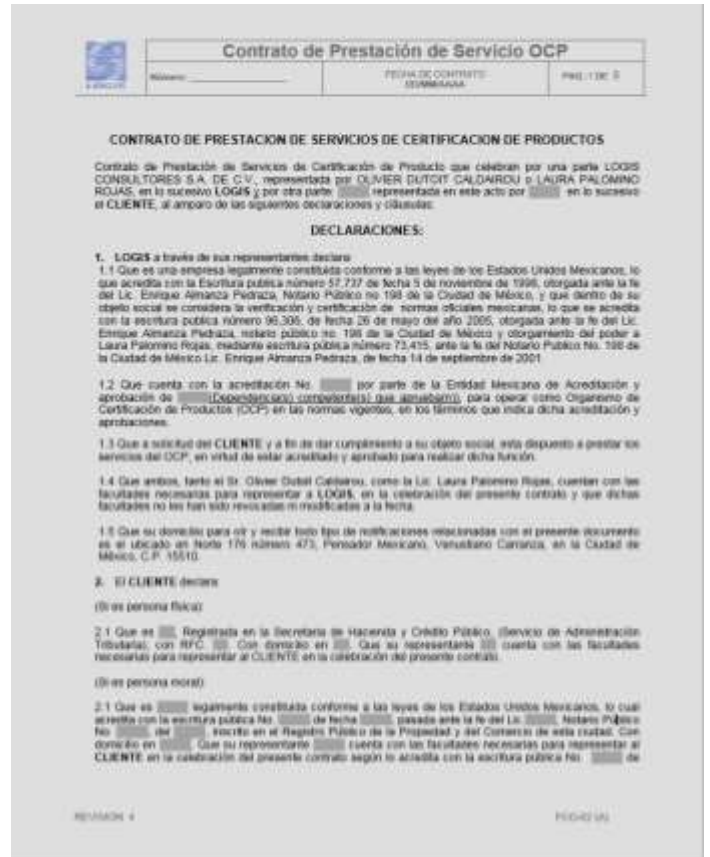 Contrato de Prestación de Servicio OCP
Número: 
FECHA DE CONTRATO
DD/MM/AAAA
PAG. 1 DE
CONTRATO DE PRESTACION DE SERVICIOS DE CERTIFICACION DE PRODUCTOS
Contrato de Prestación de Servicios de Certificación de Producto que celebran por una parte LOGIS
CONSULTORES S.A. DE C.V., representada por OLIVIER DUTOIT CALDAIROU o LAURA PALOMINO
ROJAS, en lo sucesivo LOGIS y por otra parte representada en este acto por en lo sucesivo
el CLIENTE, al amparo de las siguientes declaraciones y cláusulas:
DECLARACIONES:
1. LOGIS a través de sus representantes declara
1.1 Que es una empresa legalmente constituida conforme a las leyes de los Estados Unidos Mexicanos, lo
que acredita con la Escritura pública número 57,737 de fecha 5 de noviembre de 1998, otorgada ante la fe
del Lic. Enrique Almanza Pedraza, Notario Público no 198 de la Ciudad de México, y que dentro de su
objeto social se considera la verificación y certificación de normas oficiales mexicanas, lo que se acredita
con la escritura pública número de fecha 26 de mayo del año 2005, otorgada ante la fe del Lic.
Enrique Almanza Pedraza, notario público no. 198 de la Ciudad de México y otorgamiento del poder a
Laura Palomino Rojas, mediante escritura pública número 73,415, ante la fe del Notario Público No. 198 de
la Ciudad de México Lic. Enrique Almanza Pedraza, de fecha 14 de septiembre de 2001
1.2 Que cuenta con la acreditación No. por parte de la Entidad Mexicana de Acreditación y
aprobación de (Dependencia(s) competente(s) que aprueba(n)), para operar como Organismo de
Certificación de Productos (OCP) en las normas vigentes, en los términos que indica dicha acreditación y
aprobaciones.
1.3 Que a solicitud del CLIENTE y a fin de dar cumplimiento a su objeto social, esta dispuesto a prestar los
servicios del OCP, en virtud de estar acreditado y aprobado para realizar dicha función.
1.4 Que ambos, tanto el Sr. Olivier Dutoit Caldairou, como la Lic. Laura Palomino Rojas, cuentan con las
facultades necesarias para representar a LOGIS, en la celebración del presente contrato y que dichas
facultades no les han sido revocadas ni modificadas a la fecha.
1.5 Que su domicilio para oír y recibir todo tipo de notificaciones relacionadas con el presente documento
es el ubicado en Norte 176 número 473, Pensador Mexicano, Venustiano Carranza, en la Ciudad de
México, C.P. 15510.
2. El CLIENTE declara
(Si es persona física)
2.1 Que es Registrada en la Secretaria de Hacienda y Crédito Público, (Servicio de Administración
Tributaria), con RFC Con domicilio en Que su representante cuenta con las facultades
necesarias para representar al CLIENTE en la celebración del presente contrato.
(Si es persona moral)
2.1 Que es legalmente constituida conforme a las leyes de los Estados Unidos Mexicanos, lo cual
acredita con la escritura pública No. de fecha pasada ante la fe del Lic. Notario Público
No. del inscrito en el Registro Público de la Propiedad y del Comercio de esta ciudad. Con
domicilio en Que su representante cuenta con las facultades necesarias para representar al
CLIENTE en la celebración del presente contrato según lo acredita con la escritura pública No. de
REVISION: 4